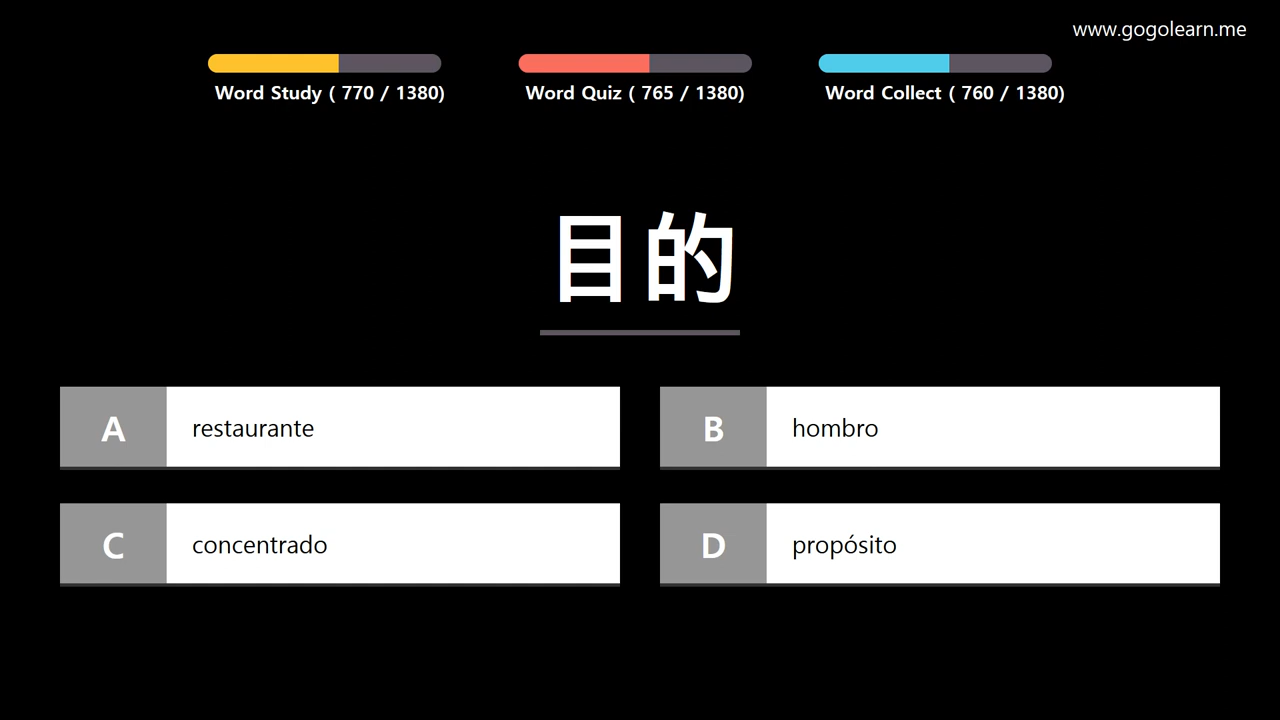 www.gogolearn.me
Word Study ( 770 / 1380)
Word Quiz ( 765 / 1380)
Word Collect ( 760 / 1380)
目的
A restaurante
B hombro
C concentrado
D propósito